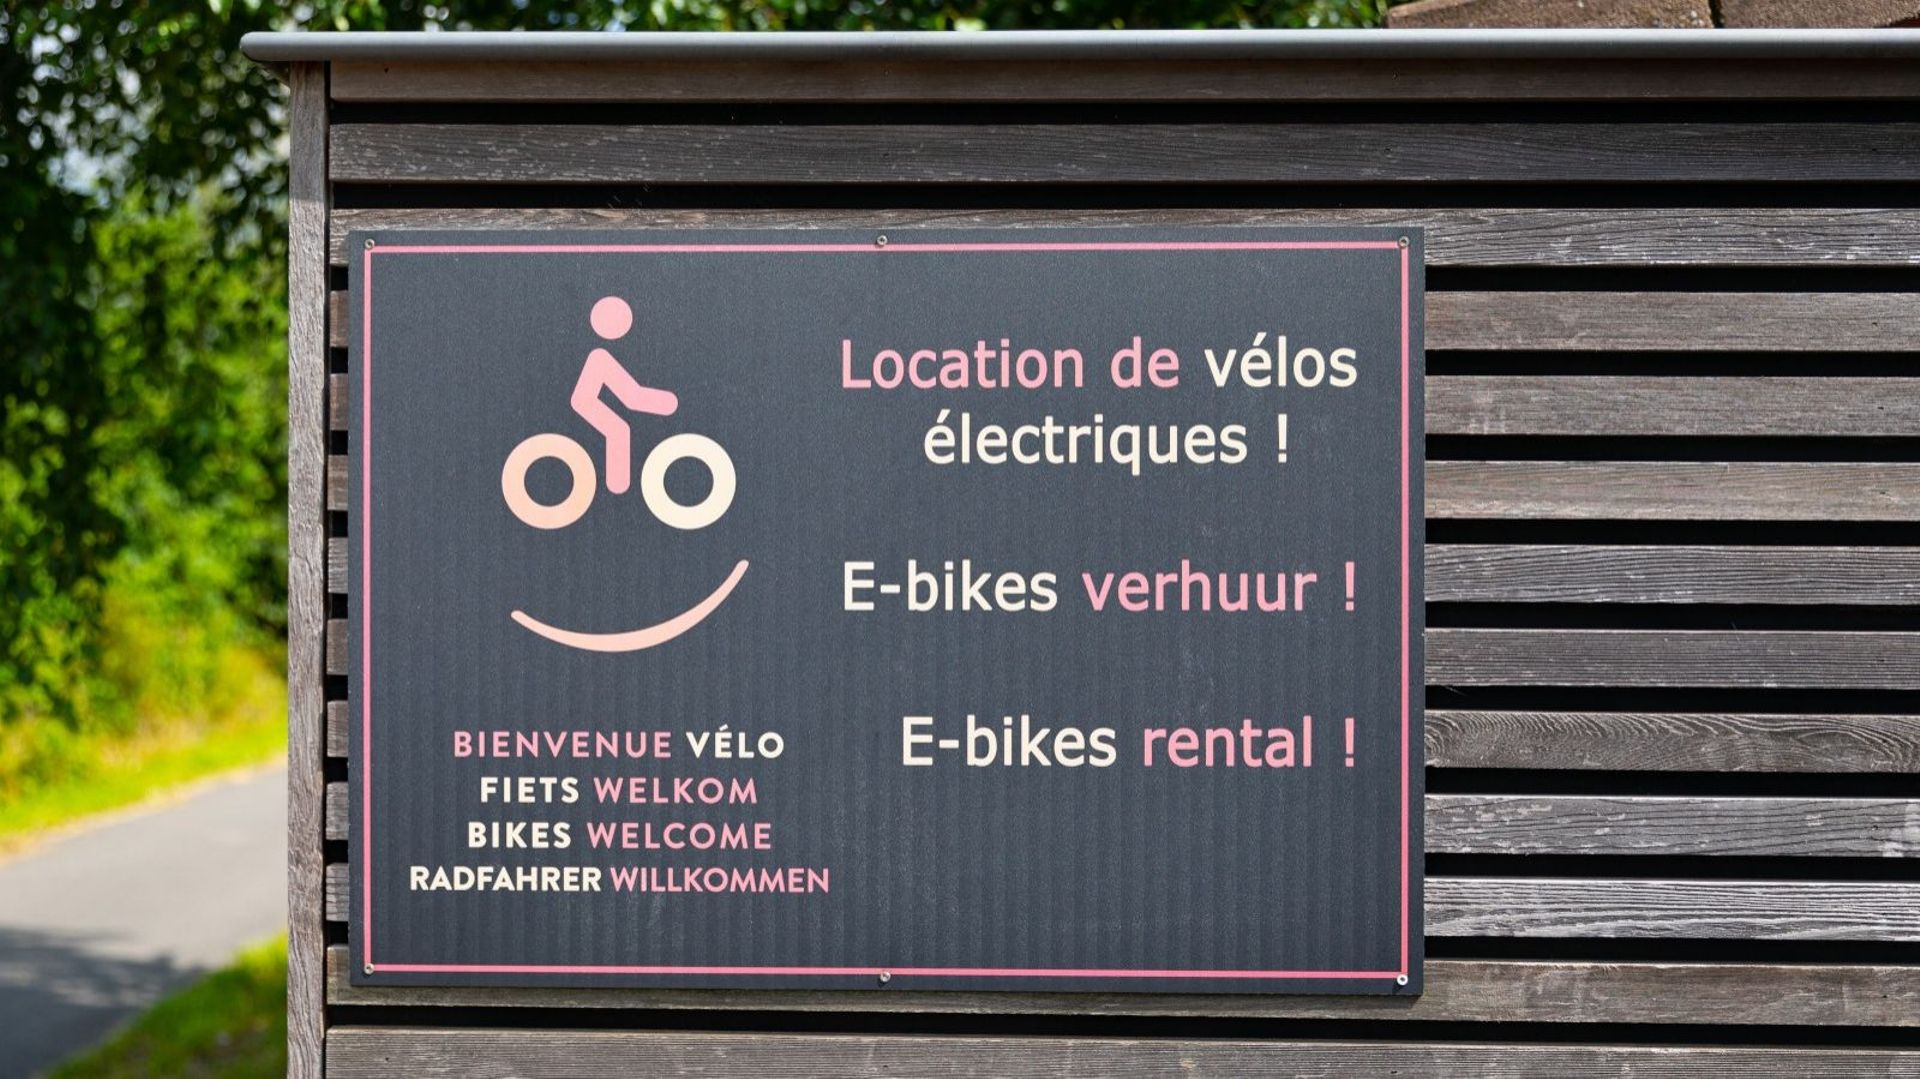 BIENVENUE VÉLO
FIETS WELKOM
BIKES WELCOME
RADFAHRER WILLKOMMEN
Location de vélos
électriques !
E-bikes verhuur !
E-bikes rental !